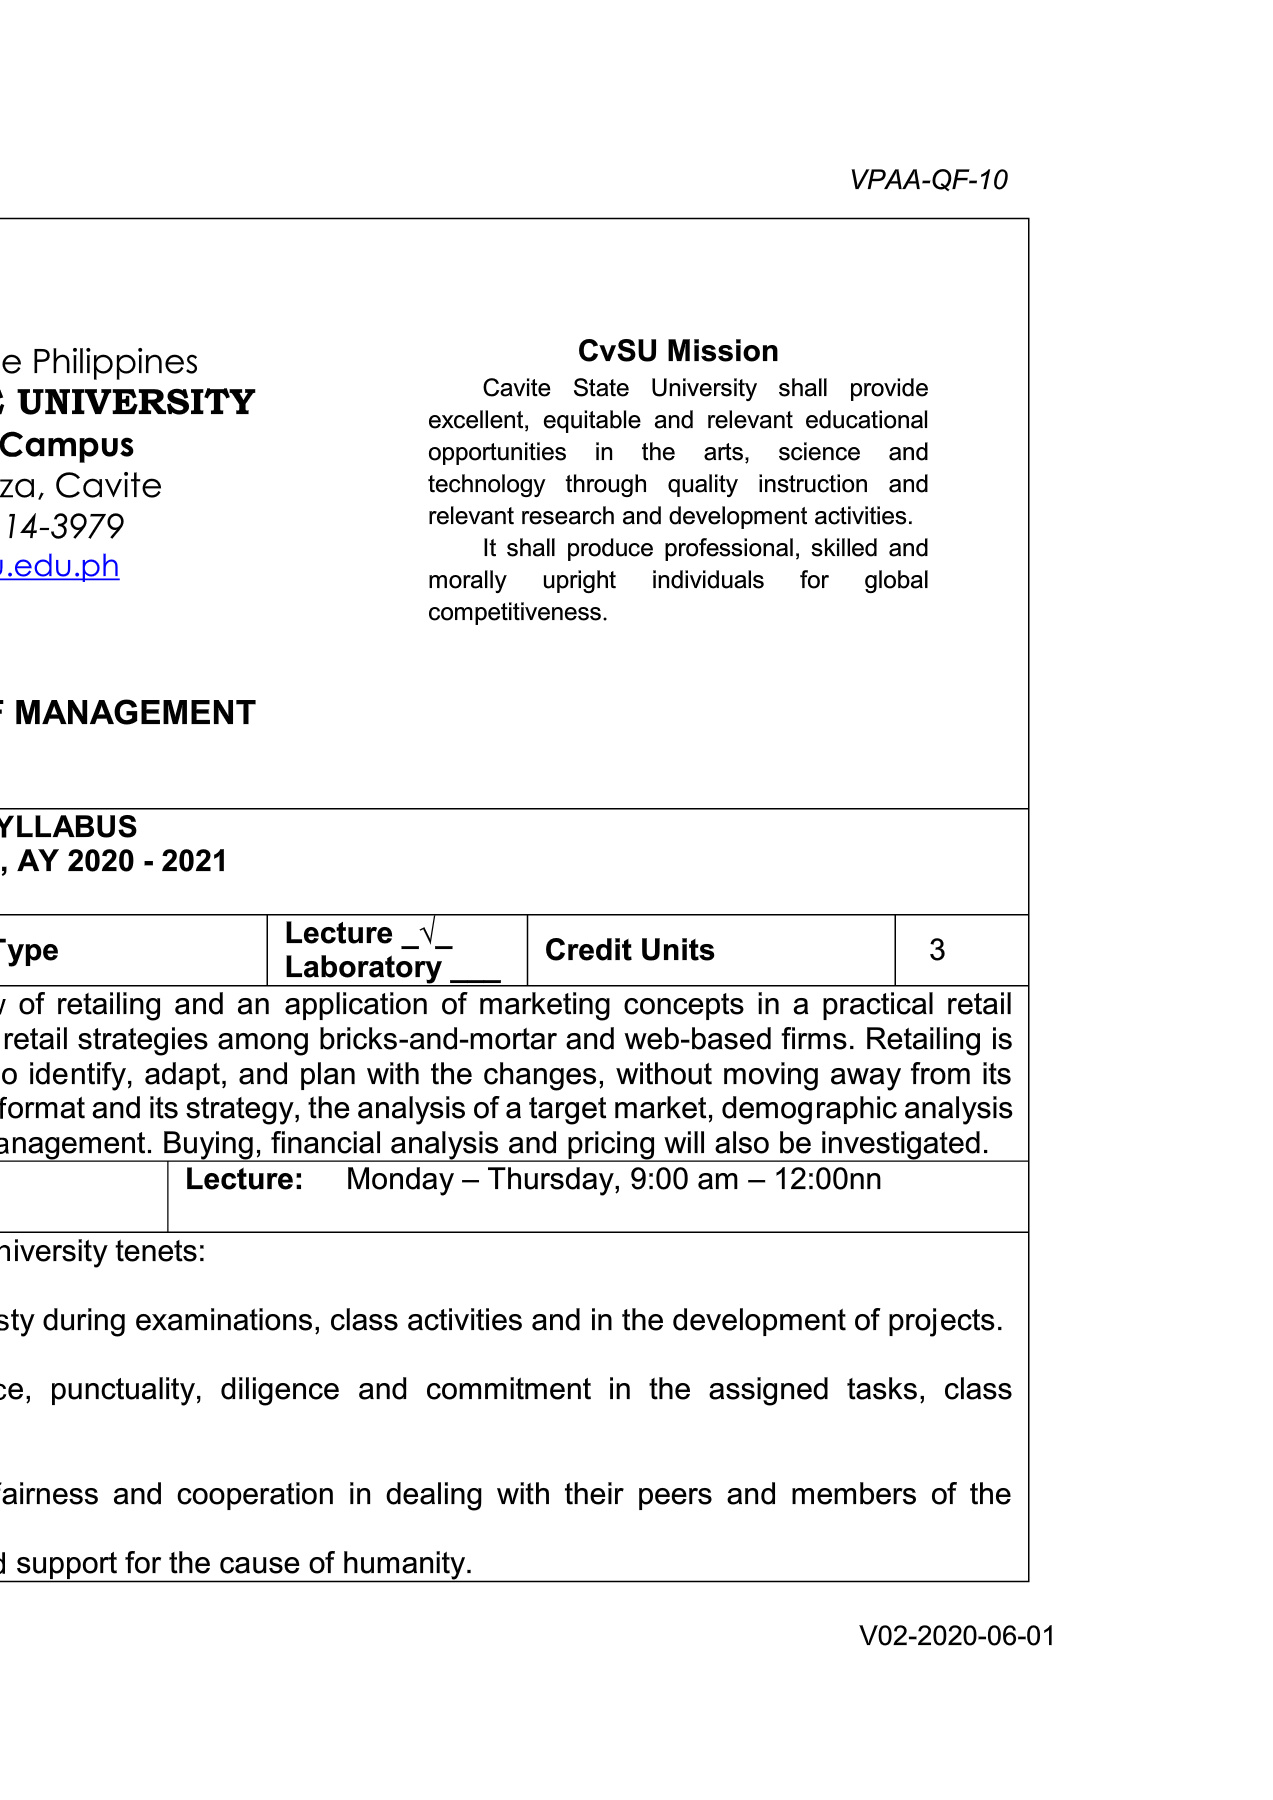 VPAA-QF-10
e Philippines
UNIVERSITY
Campus
za, Cavite
14-3979
u.edu.ph
CvSU Mission
Cavite State University shall provide
excellent, equitable and relevant educational
opportunities in the arts, science and
technology through quality instruction and
relevant research and development activities.
It shall produce professional, skilled and
morally upright individuals for global
competitiveness.
F MANAGEMENT
YLLABUS
, AY 2020 - 2021
Type
Lecture _√_
Laboratory ___
Credit Units
3
of retailing and an application of marketing concepts in a practical retail
retail strategies among bricks-and-mortar and web-based firms. Retailing is
o identify, adapt, and plan with the changes, without moving away from its
format and its strategy, the analysis of a target market, demographic analysis
anagement. Buying, financial analysis and pricing will also be investigated.
Lecture: Monday – Thursday, 9:00 am – 12:00nn
niversity tenets:
sty during examinations, class activities and in the development of projects.
ce, punctuality, diligence and commitment in the assigned tasks, class
fairness and cooperation in dealing with their peers and members of the
d support for the cause of humanity.
V02-2020-06-01